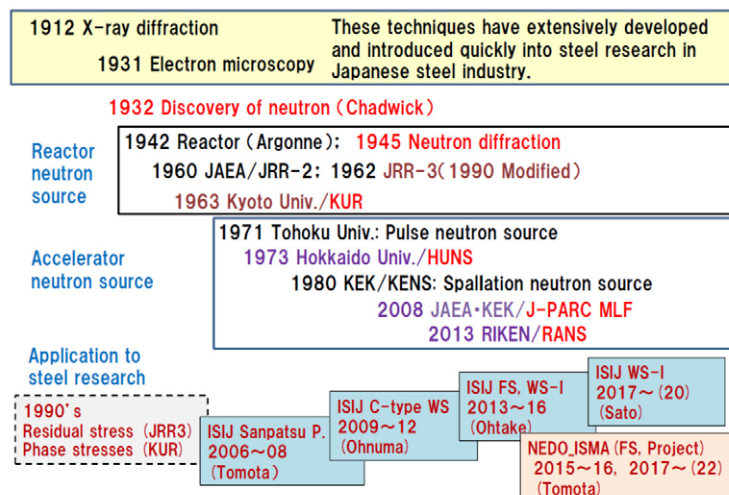 1912 X-ray diffraction
1931 Electron microscopy
These techniques have extensively developed
and introduced quickly into steel research in
Japanese steel industry.
1932 Discovery of neutron (Chadwick)
Reactor
neutron
source
1942 Reactor (Argonne); 1945 Neutron diffraction
1960 JAEA/JRR-2; 1962 JRR-3(1990 Modified)
1963 Kyoto Univ./KUR
Accelerator
neutron source
1971 Tohoku Univ.: Pulse neutron source
1973 Hokkaido Univ./HUNS
1980 KEK/KENS: Spallation neutron source
2008 JAEA・KEK/J-PARC MLF
2013 RIKEN/RANS
Application to
steel research
1990's
Residual stress (JRR3)
Phase stresses (KUR)
ISIJ Sanpatsu P.
2006～08
(Tomota)
ISIJ C-type WS
2009～12
(Ohnuma)
ISIJ FS, WS-I
2013～16
(Ohtake)
ISIJ WS-I
2017～(20)
(Sato)
NEDO_ISMA (FS, Project)
2015～16, 2017～(22)
(Tomota)